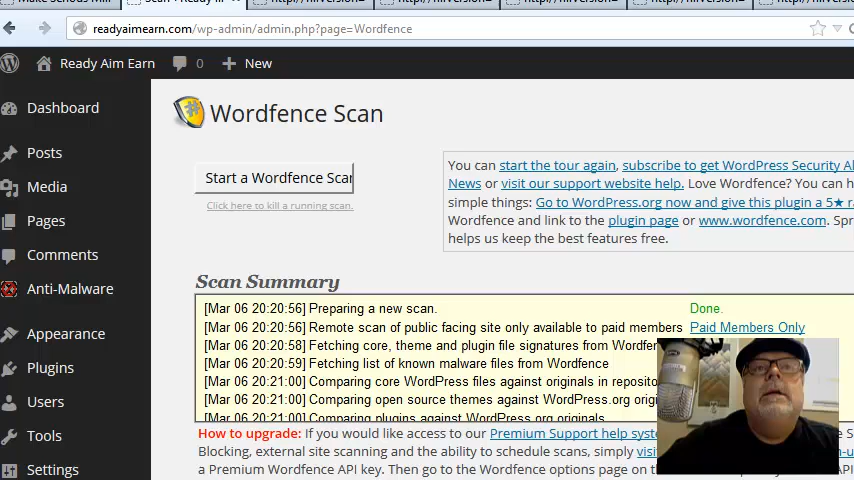 Make Serious Mo
Scan ‹ Ready Ai
readyaimearn.com/wp-admin/admin.php?page=Wordfence
Ready Aim Earn
0
+ New
Dashboard
Posts
Media
Pages
Comments
Anti-Malware
Appearance
Plugins
Users
Tools
Settings
Wordfence Scan
Start a Wordfence Scan
Click here to kill a running scan.
You can start the tour again, subscribe to get WordPress Security Al
News or visit our support website help. Love Wordfence? You can h
simple things: Go to WordPress.org now and give this plugin a 5★ r
Wordfence and link to the plugin page or www.wordfence.com. Spr
helps us keep the best features free.
Scan Summary
[Mar 06 20:20:56] Preparing a new scan. Done.
[Mar 06 20:20:56] Remote scan of public facing site only available to paid members Paid Members Only
[Mar 06 20:20:58] Fetching core, theme and plugin file signatures from Wordfen
[Mar 06 20:20:59] Fetching list of known malware files from Wordfence
[Mar 06 20:21:00] Comparing core WordPress files against originals in reposito
[Mar 06 20:21:00] Comparing open source themes against WordPress.org origi
[Mar 06 20:21:00] Comparing plugins against WordPress.org originals
How to upgrade: If you would like access to our Premium Support help syste
Blocking, external site scanning and the ability to schedule scans, simply visi
a Premium Wordfence API key. Then go to the Wordfence options page on th